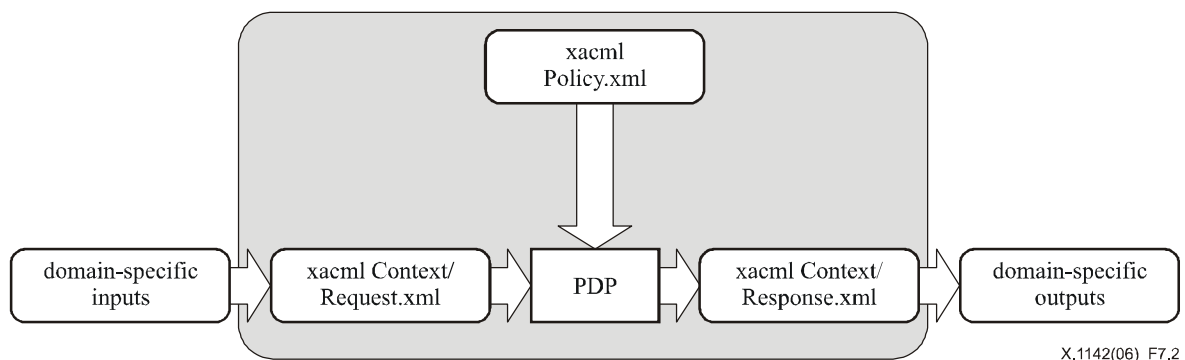 xacml
Policy.xml
domain-specific
inputs
xacml Context/
Request.xml
PDP
xacml Context/
Response.xml
domain-specific
outputs
X.1142(06)_F7.2